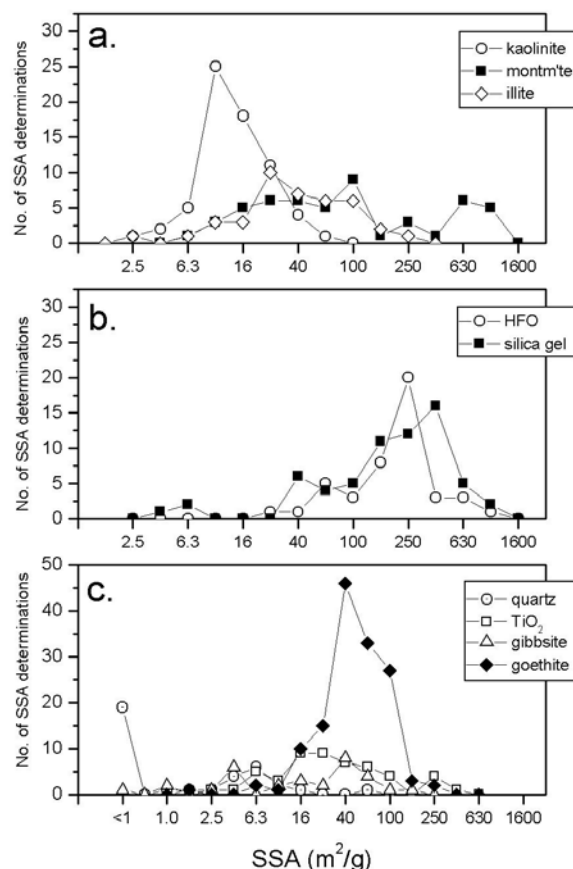 a.
kaolinite
montm'te
illite
No. of SSA determinations
30
25
20
15
10
5
0
2.5 6.3 16 40 100 250 630 1600
b.
HFO
silica gel
No. of SSA determinations
30
25
20
15
10
5
0
2.5 6.3 16 40 100 250 630 1600
c.
quartz
TiO₂
gibbsite
goethite
No. of SSA determinations
50
40
30
20
10
0
<1 1.0 2.5 6.3 16 40 100 250 630 1600
SSA (m²/g)